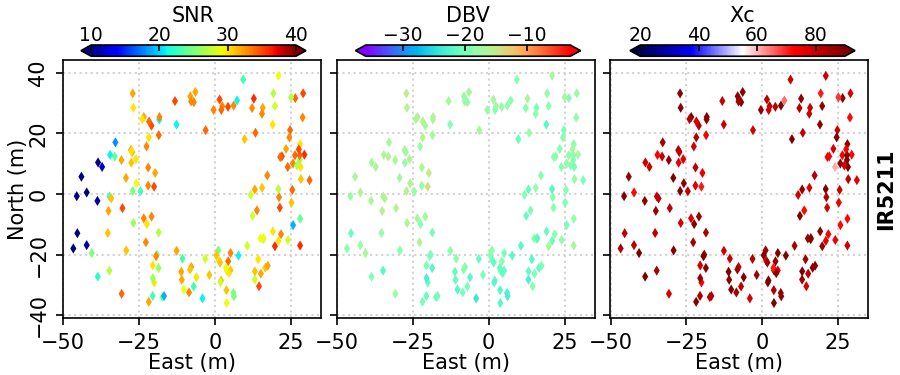 SNR DBV Xc
10 20 30 40 −30 −20 −10 20 40 60 80
40
20
0
−20
−40
North (m)
−50 −25 0 25 −50 −25 0 25 −50 −25 0 25
East (m) East (m) East (m)
IR5211